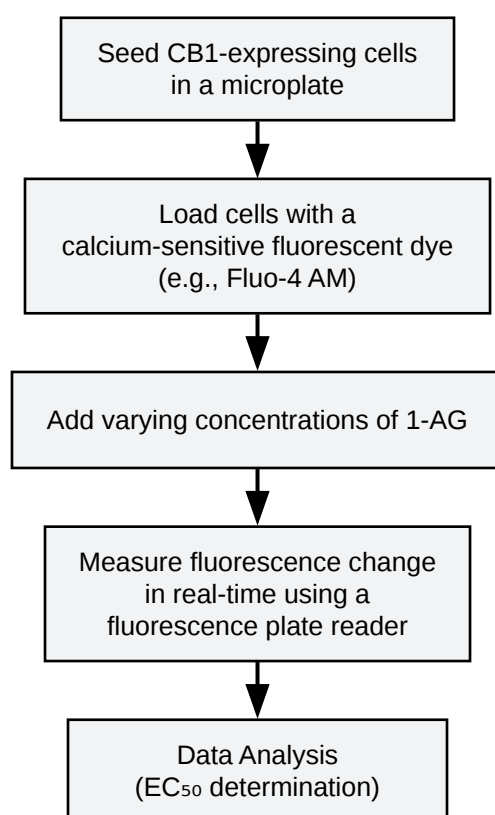 Seed CB1-expressing cells
in a microplate
Load cells with a
calcium-sensitive fluorescent dye
(e.g., Fluo-4 AM)
Add varying concentrations of 1-AG
Measure fluorescence change
in real-time using a
fluorescence plate reader
Data Analysis
(EC₅₀ determination)